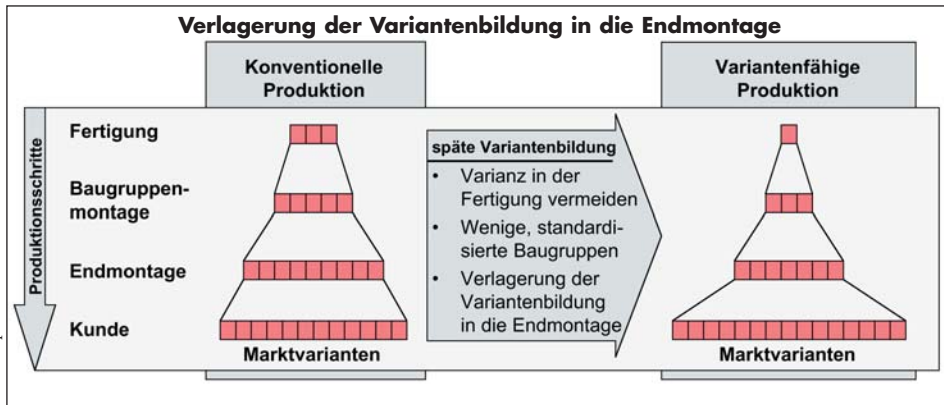 Verlagerung der Variantenbildung in die Endmontage
Konventionelle
Produktion
Variantenfähige
Produktion
Produktionsschritte
Fertigung
Baugruppen-
montage
Endmontage
Kunde
Marktvarianten
späte Variantenbildung
• Varianz in der
Fertigung vermeiden
• Wenige, standardi-
sierte Baugruppen
• Verlagerung der
Variantenbildung
in die Endmontage
Marktvarianten